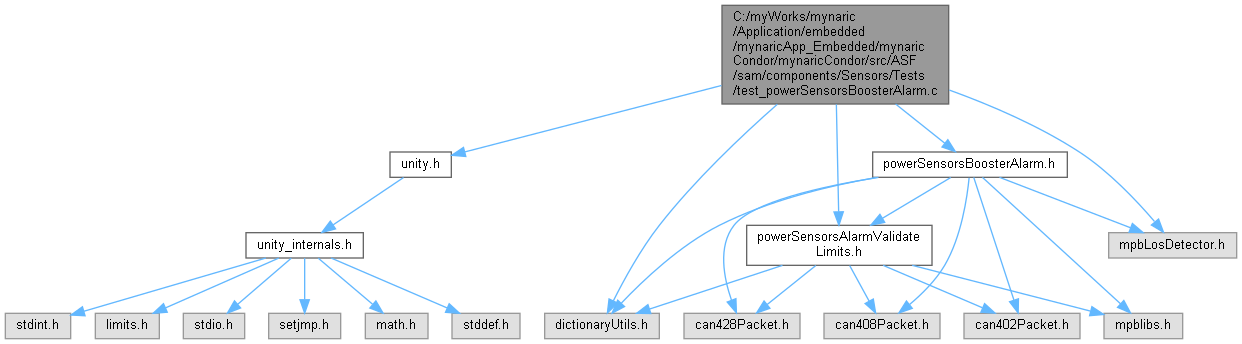 C:/myWorks/mynaric
/Application/embedded
/mynaricApp_Embedded/mynaric
Condor/mynaricCondor/src/ASF
/sam/components/Sensors/Tests
/test_powerSensorsBoosterAlarm.c
unity.h
powerSensorsBoosterAlarm.h
unity_internals.h
powerSensorsAlarmValidate
Limits.h
mpbLosDetector.h
stdint.h
limits.h
stdio.h
setjmp.h
math.h
stddef.h
dictionaryUtils.h
can428Packet.h
can408Packet.h
can402Packet.h
mpblibs.h